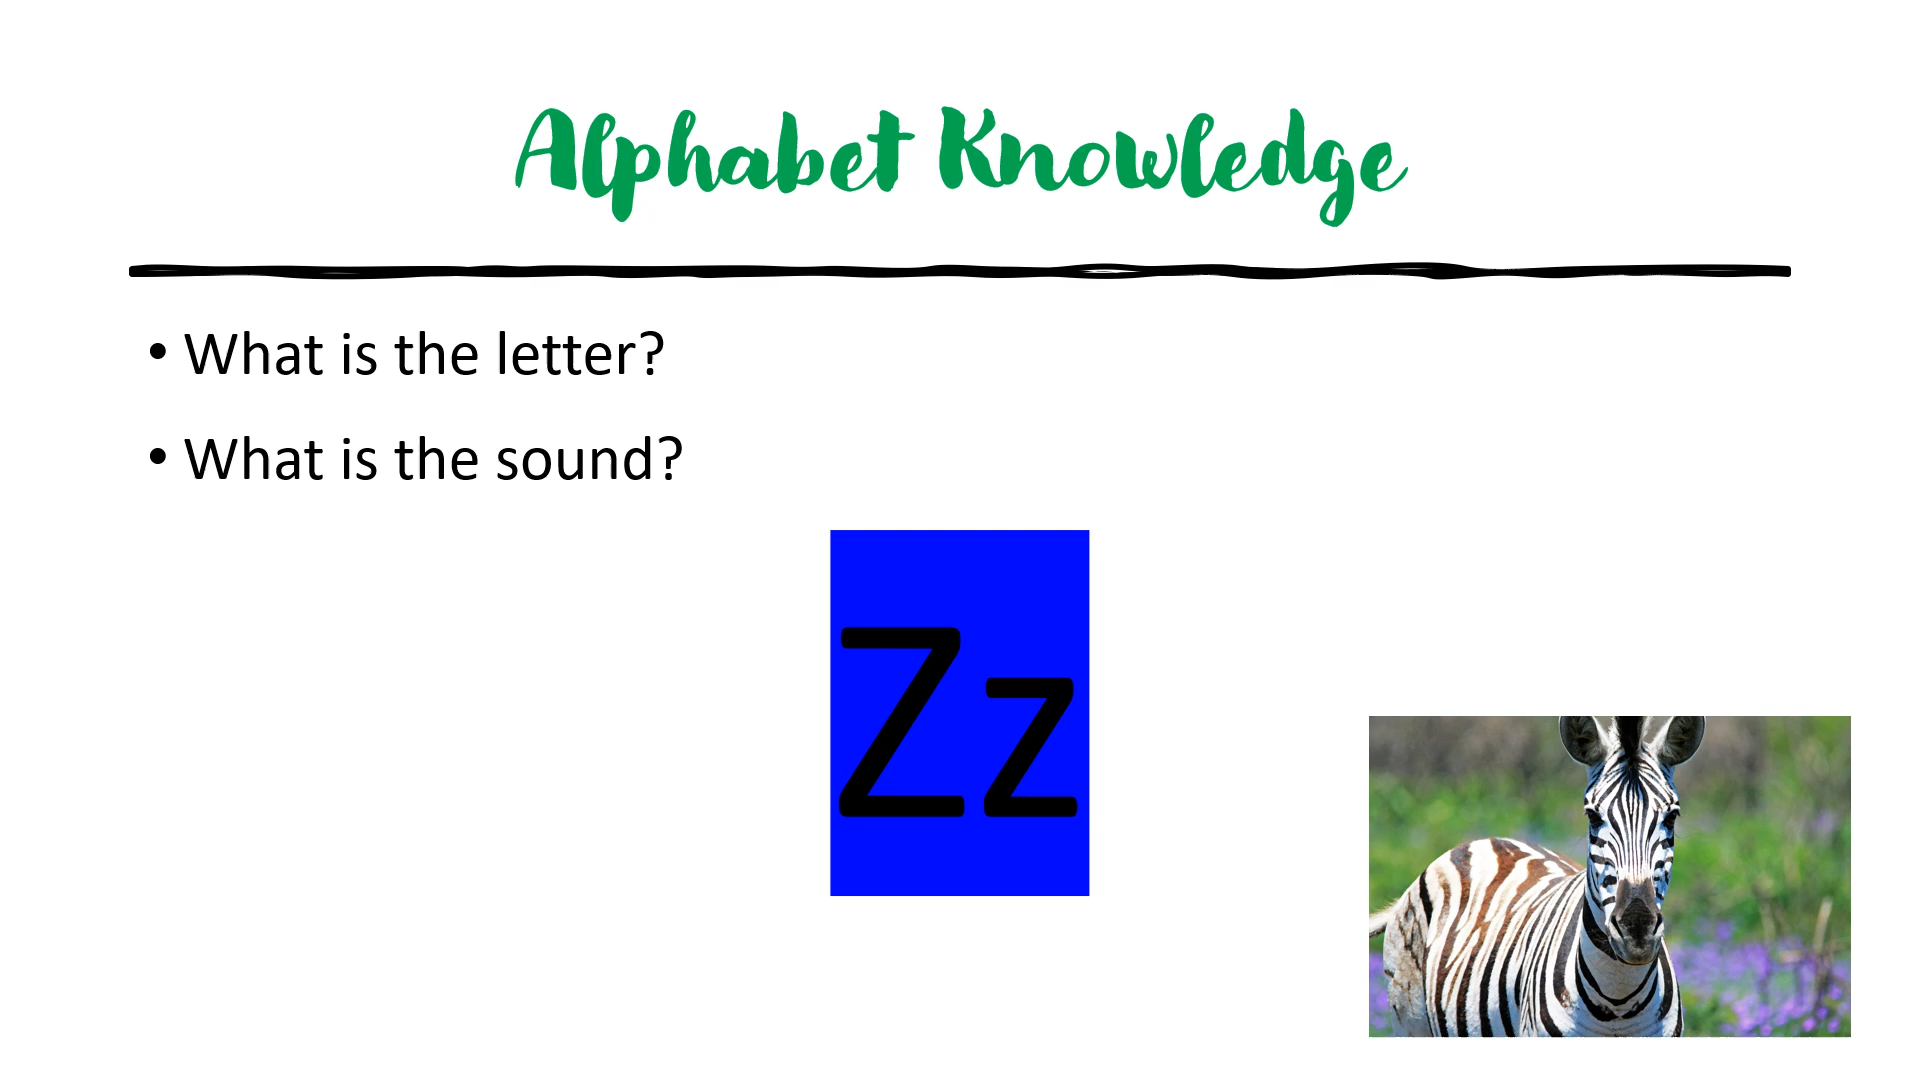 Alphabet Knowledge
• What is the letter?
• What is the sound?
Zz